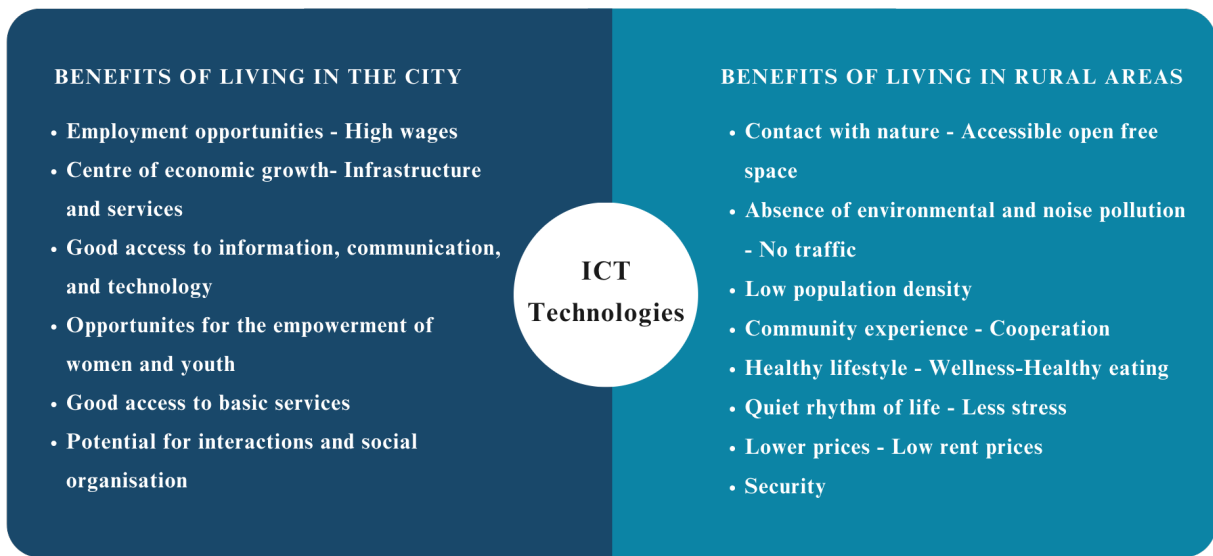 BENEFITS OF LIVING IN THE CITY
• Employment opportunities - High wages
• Centre of economic growth- Infrastructure
and services
• Good access to information, communication,
and technology
• Opportunites for the empowerment of
women and youth
• Good access to basic services
• Potential for interactions and social
organisation
ICT
Technologies
BENEFITS OF LIVING IN RURAL AREAS
• Contact with nature - Accessible open free
space
• Absence of environmental and noise pollution
- No traffic
• Low population density
• Community experience - Cooperation
• Healthy lifestyle - Wellness-Healthy eating
• Quiet rhythm of life - Less stress
• Lower prices - Low rent prices
• Security